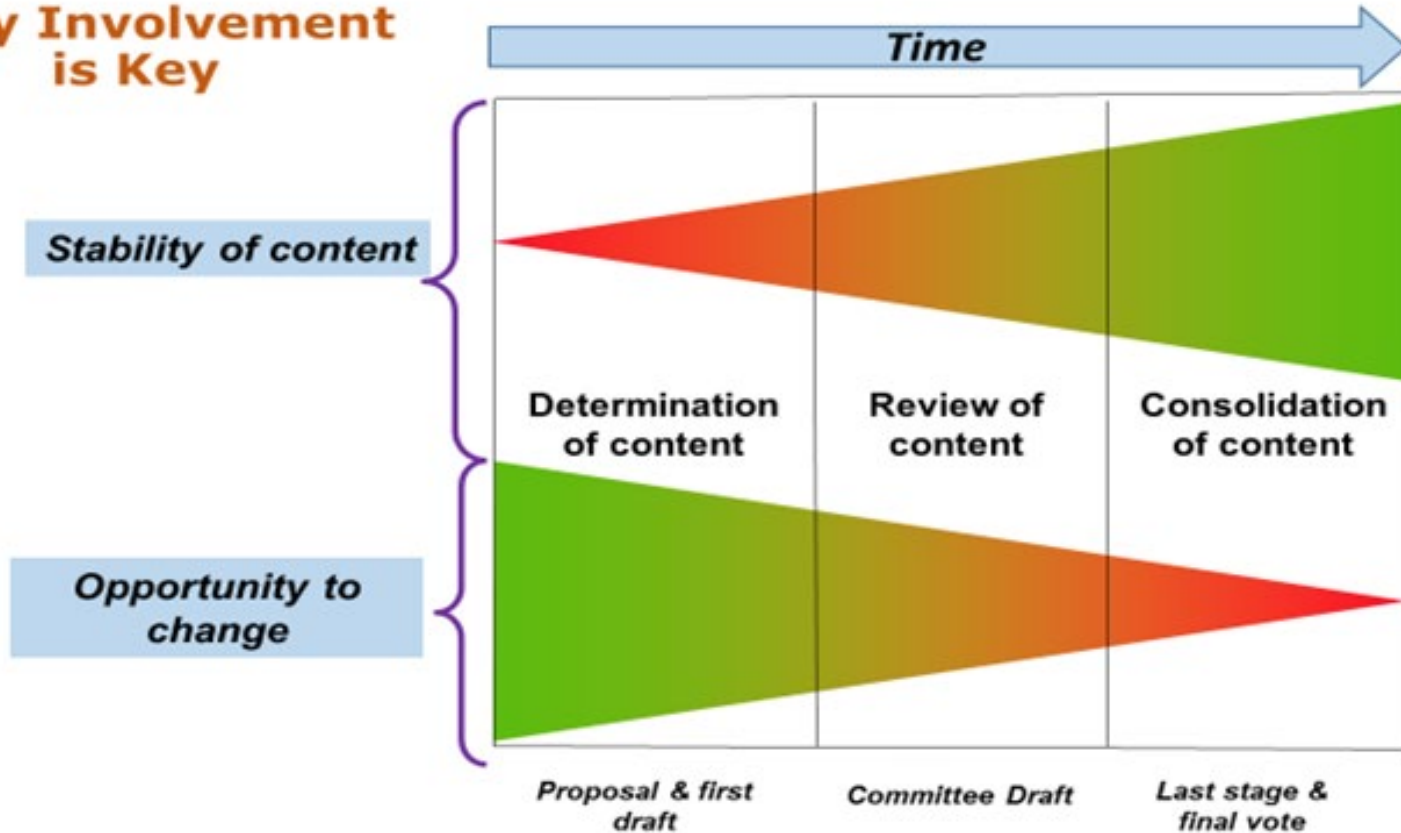 y Involvement
is Key
Time
Stability of content
Determination
of content
Review of
content
Consolidation
of content
Opportunity to
change
Proposal & first
draft
Committee Draft
Last stage &
final vote